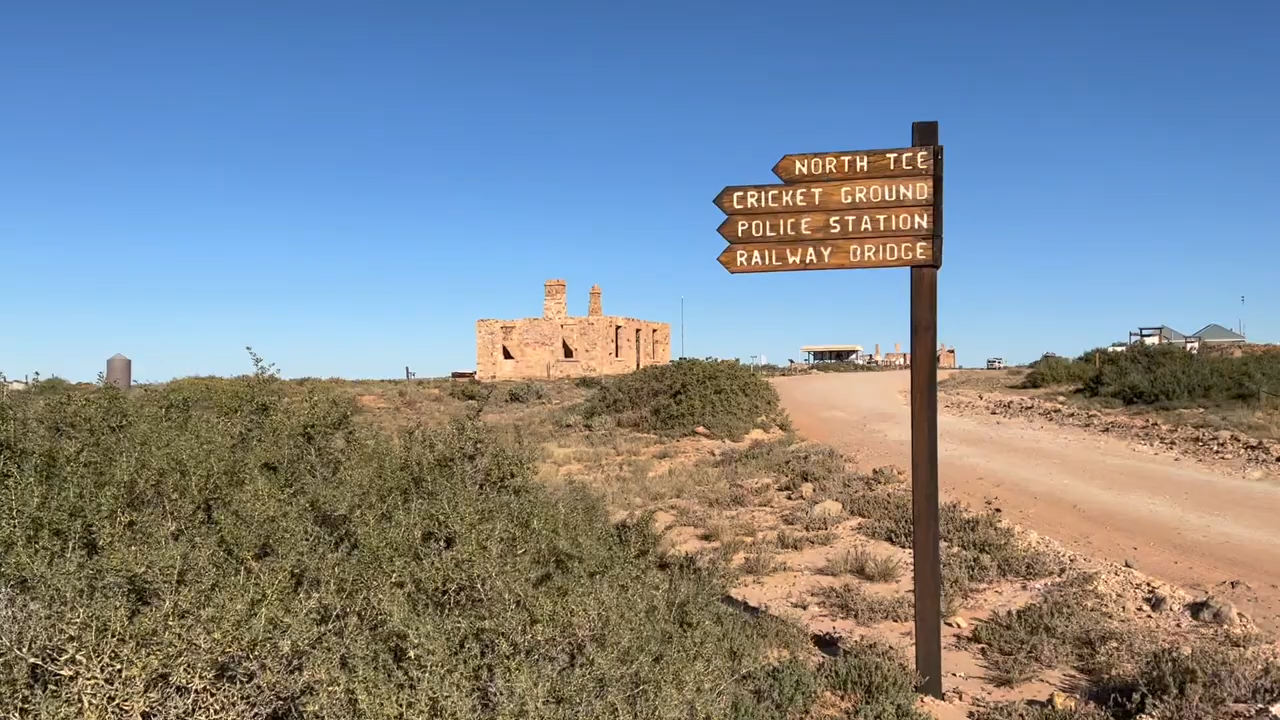 NORTH TCE
CRICKET GROUND
POLICE STATION
RAILWAY BRIDGE